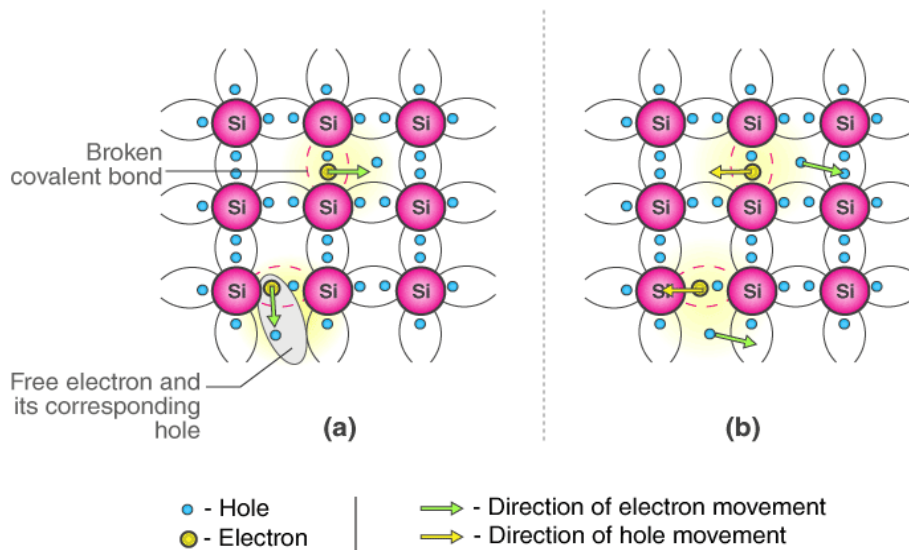 Si Si Si Si Si Si
Broken
covalent bond
Si Si Si Si Si Si
Si Si Si Si Si Si
Free electron and
its corresponding
hole
(a) (b)
- Hole - Direction of electron movement
- Electron - Direction of hole movement